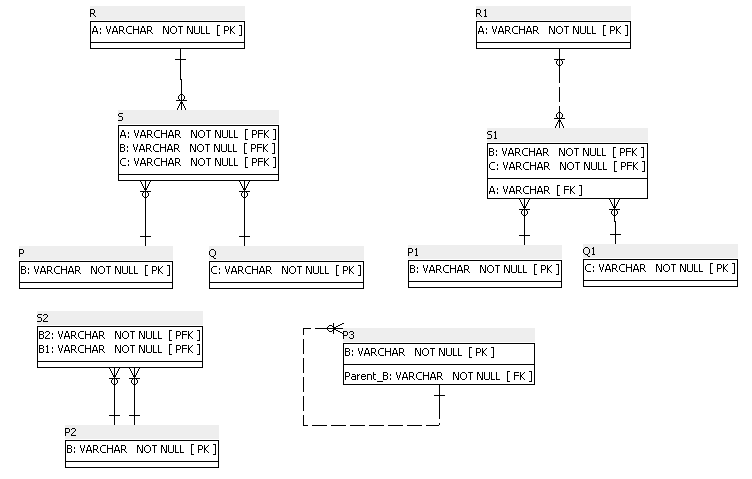 R
A: VARCHAR NOT NULL [ PK ]
S
A: VARCHAR NOT NULL [ PFK ]
B: VARCHAR NOT NULL [ PFK ]
C: VARCHAR NOT NULL [ PFK ]
P
B: VARCHAR NOT NULL [ PK ]
Q
C: VARCHAR NOT NULL [ PK ]
R1
A: VARCHAR NOT NULL [ PK ]
S1
B: VARCHAR NOT NULL [ PFK ]
C: VARCHAR NOT NULL [ PFK ]
A: VARCHAR [ FK ]
P1
B: VARCHAR NOT NULL [ PK ]
Q1
C: VARCHAR NOT NULL [ PK ]
S2
B2: VARCHAR NOT NULL [ PFK ]
B1: VARCHAR NOT NULL [ PFK ]
P2
B: VARCHAR NOT NULL [ PK ]
P3
B: VARCHAR NOT NULL [ PK ]
Parent_B: VARCHAR NOT NULL [ FK ]